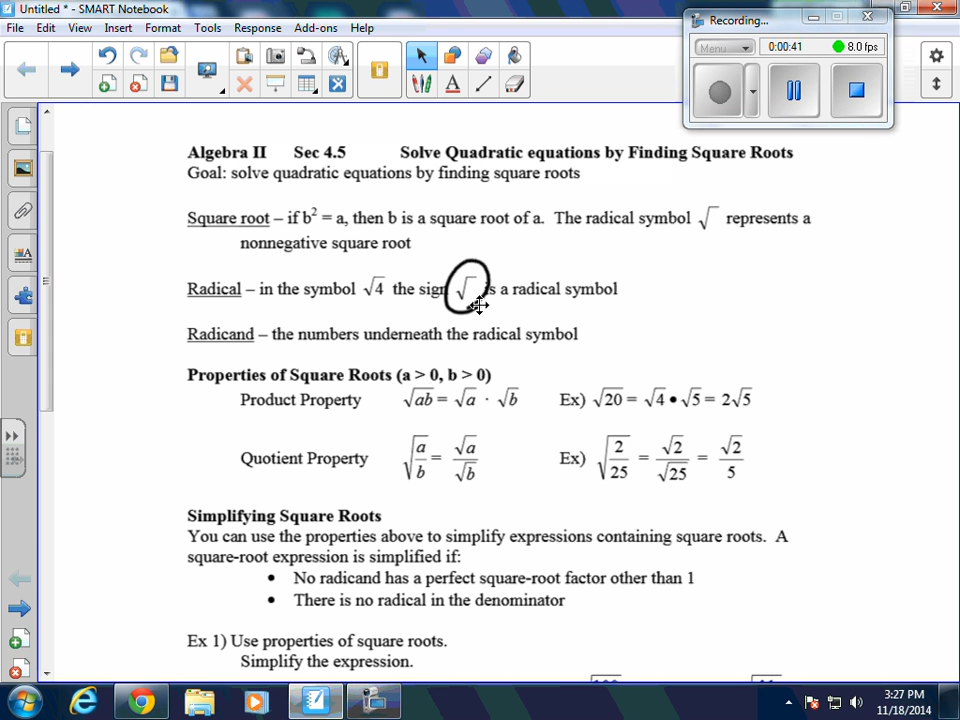 Untitled * - SMART Notebook
File Edit View Insert Format Tools Response Add-ons Help
Recording...
Menu 0:00:41 8.0 fps
Algebra II Sec 4.5 Solve Quadratic equations by Finding Square Roots
Goal: solve quadratic equations by finding square roots
Square root – if b² = a, then b is a square root of a. The radical symbol √ represents a
nonnegative square root
Radical – in the symbol √4 the sign √ is a radical symbol
Radicand – the numbers underneath the radical symbol
Properties of Square Roots (a > 0, b > 0)
Product Property √ab = √a · √b Ex) √20 = √4 • √5 = 2√5
Quotient Property √(a/b) = √a/√b Ex) √(2/25) = √2/√25 = √2/5
Simplifying Square Roots
You can use the properties above to simplify expressions containing square roots. A
square-root expression is simplified if:
• No radicand has a perfect square-root factor other than 1
• There is no radical in the denominator
Ex 1) Use properties of square roots.
Simplify the expression.
3:27 PM
11/18/2014